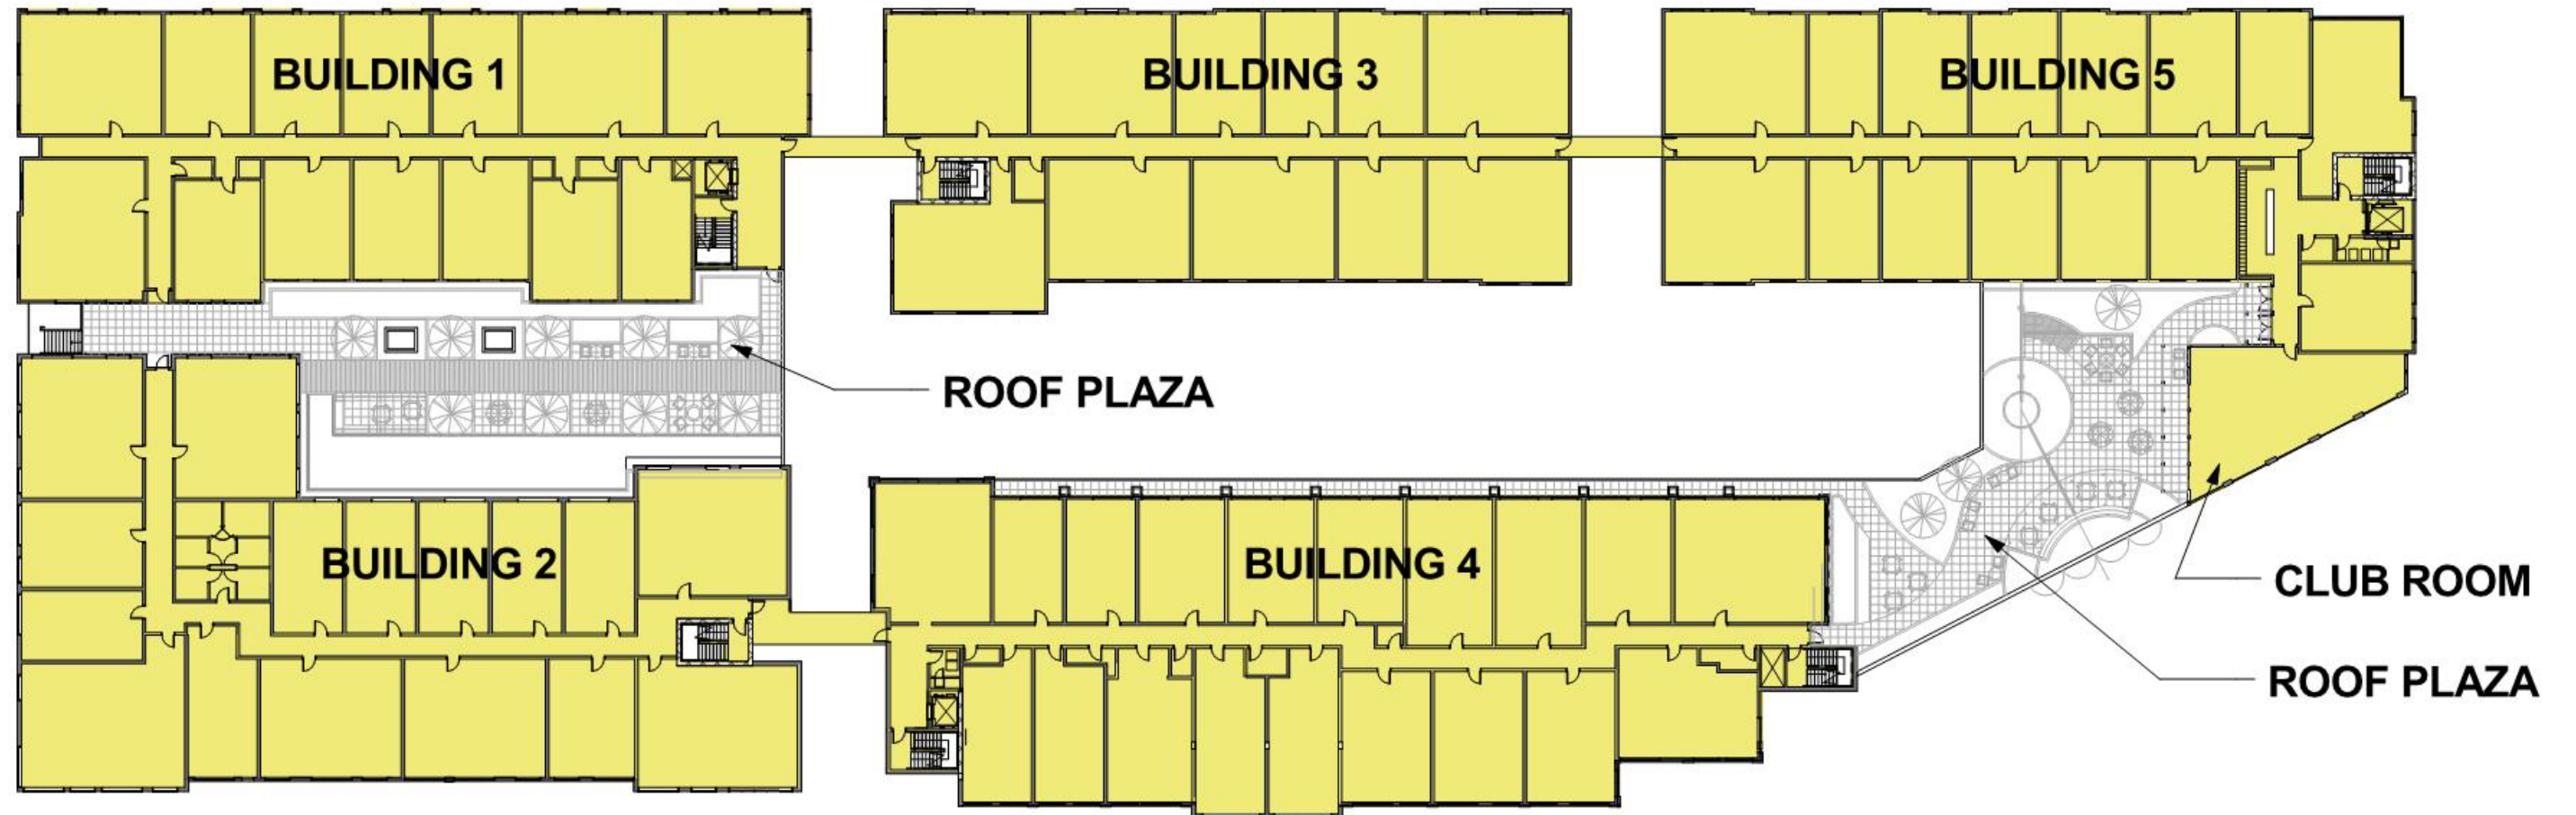 BUILDING 1
BUILDING 3
BUILDING 5
ROOF PLAZA
BUILDING 2
BUILDING 4
CLUB ROOM
ROOF PLAZA